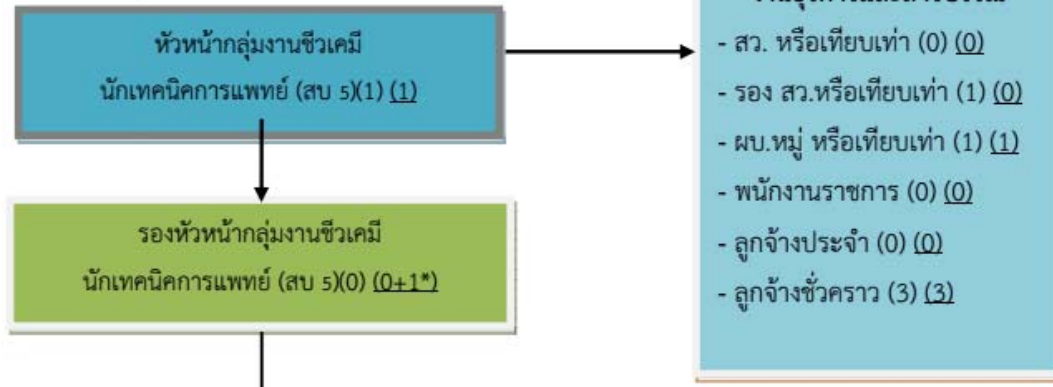 หัวหน้ากลุ่มงานชีวเคมี
นักเทคนิคการแพทย์ (สบ 5)(1) (1)
รองหัวหน้ากลุ่มงานชีวเคมี
นักเทคนิคการแพทย์ (สบ 5)(0) (0+1*)
- สว. หรือเทียบเท่า (0) (0)
- รอง สว.หรือเทียบเท่า (1) (0)
- ผบ.หมู่ หรือเทียบเท่า (1) (1)
- พนักงานราชการ (0) (0)
- ลูกจ้างประจำ (0) (0)
- ลูกจ้างชั่วคราว (3) (3)